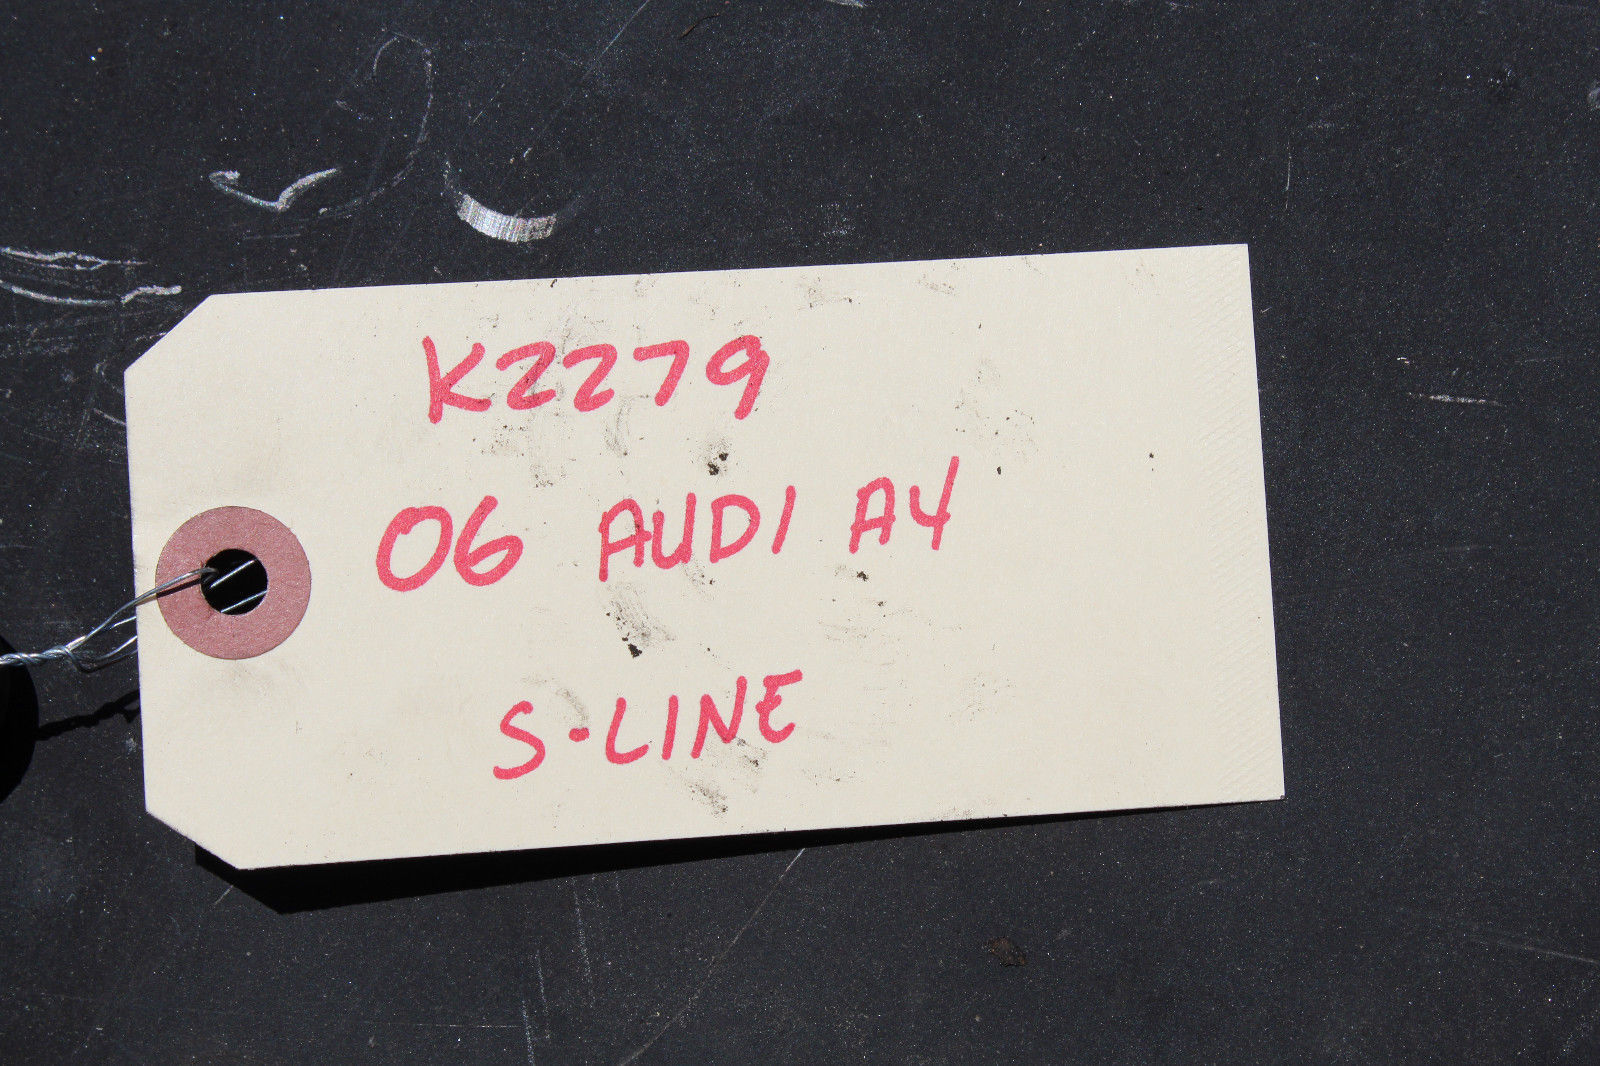 K2279
06 AUDI A4
S-LINE